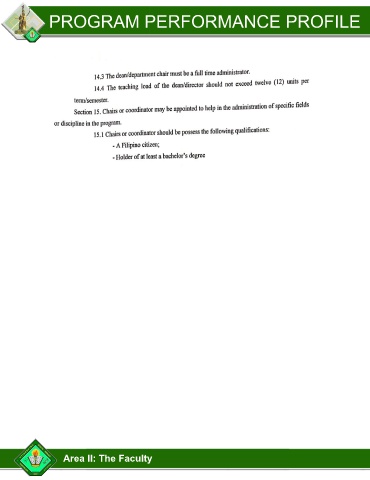 PROGRAM PERFORMANCE PROFILE
14.3 The dean/department chair must be a full time administrator.
14.4 The teaching load of the dean/director should not exceed twelve (12) units per
term/semester.
Section 15. Chairs or coordinator may be appointed to help in the administration of specific fields
or discipline in the program.
15.1 Chairs or coordinator should be possess the following qualifications:
- A Filipino citizen;
- Holder of at least a bachelor's degree
Area II: The Faculty